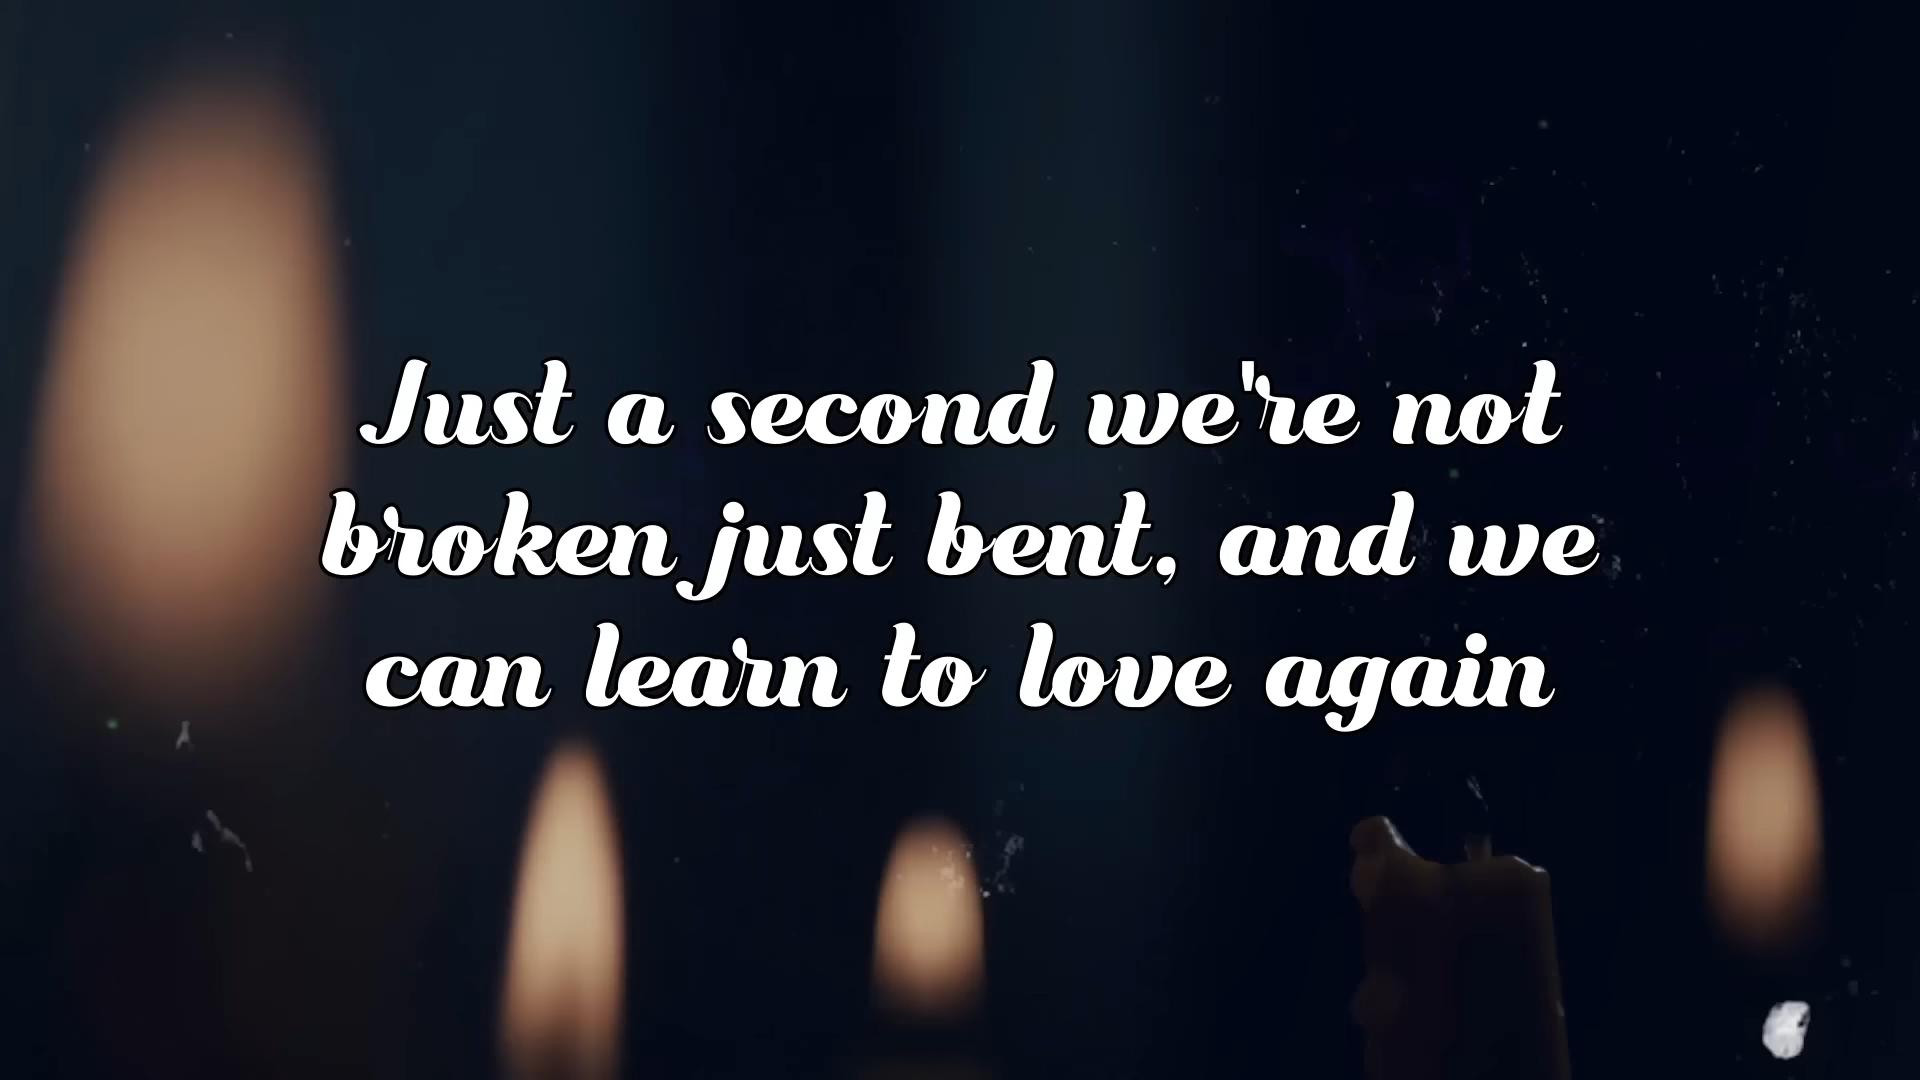 Just a second we're not
broken just bent, and we
can learn to love again